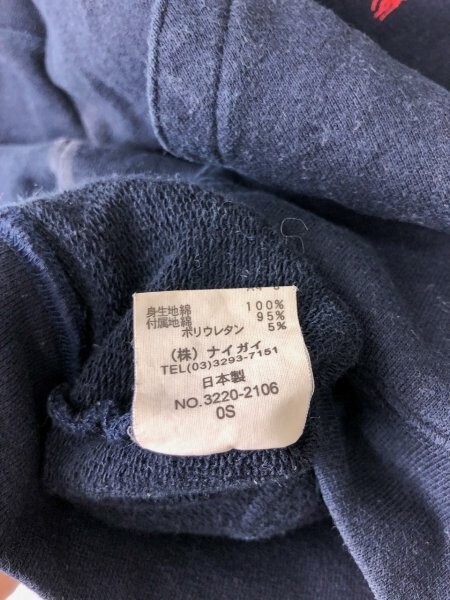 身生地綿 100%
付属地綿 95%
ポリウレタン 5%
(株) ナイガイ
TEL(03)3293-7151
日本製
NO.3220-2106
0S